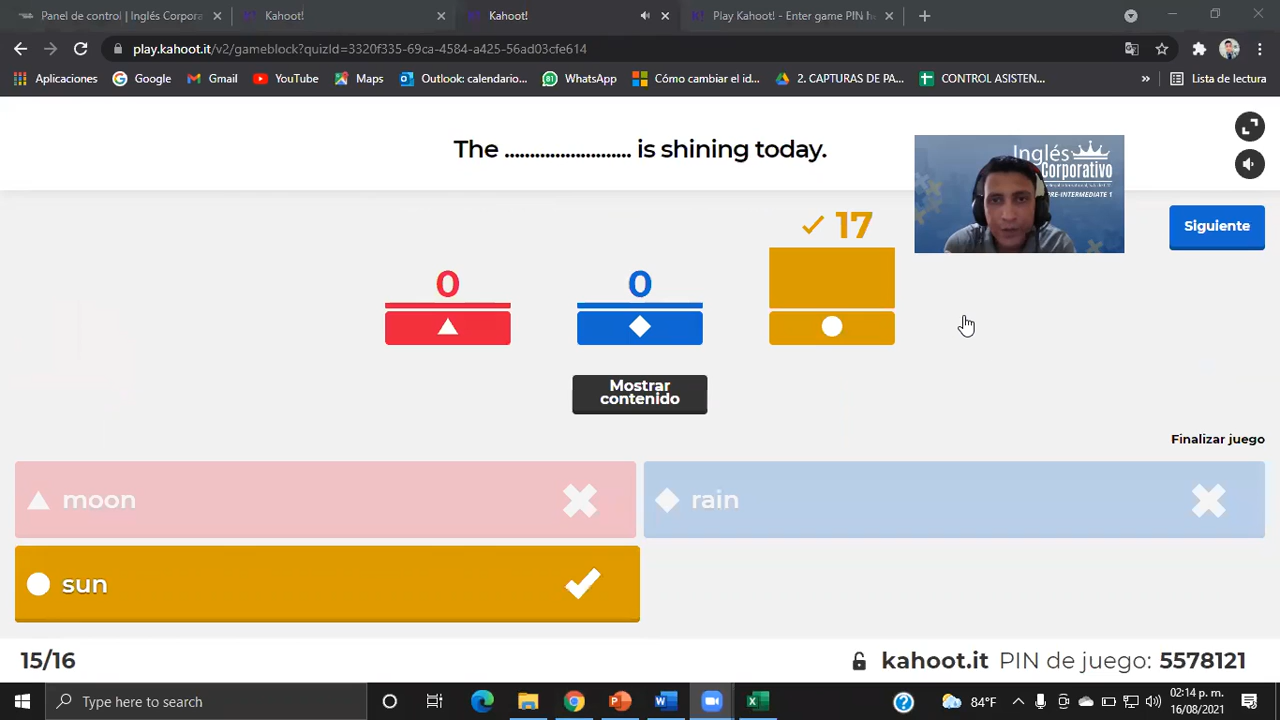 Panel de control | Inglés Corpora
Kahoot!
Kahoot!
Play Kahoot! - Enter game PIN h
play.kahoot.it/v2/gameblock?quizId=3320f335-69ca-4584-a425-56ad03cfe614
Aplicaciones
Google
Gmail
YouTube
Maps
Outlook: calendario...
WhatsApp
Cómo cambiar el id...
2. CAPTURAS DE PA...
CONTROL ASISTEN...
»
Lista de lectura
The ......................... is shining today.
Inglés
Corporativo
PRE-INTERMEDIATE 1
Siguiente
0
0
17
Mostrar
contenido
Finalizar juego
moon
rain
sun
15/16
kahoot.it PIN de juego: 5578121
Type here to search
84°F
02:14 p. m.
16/08/2021